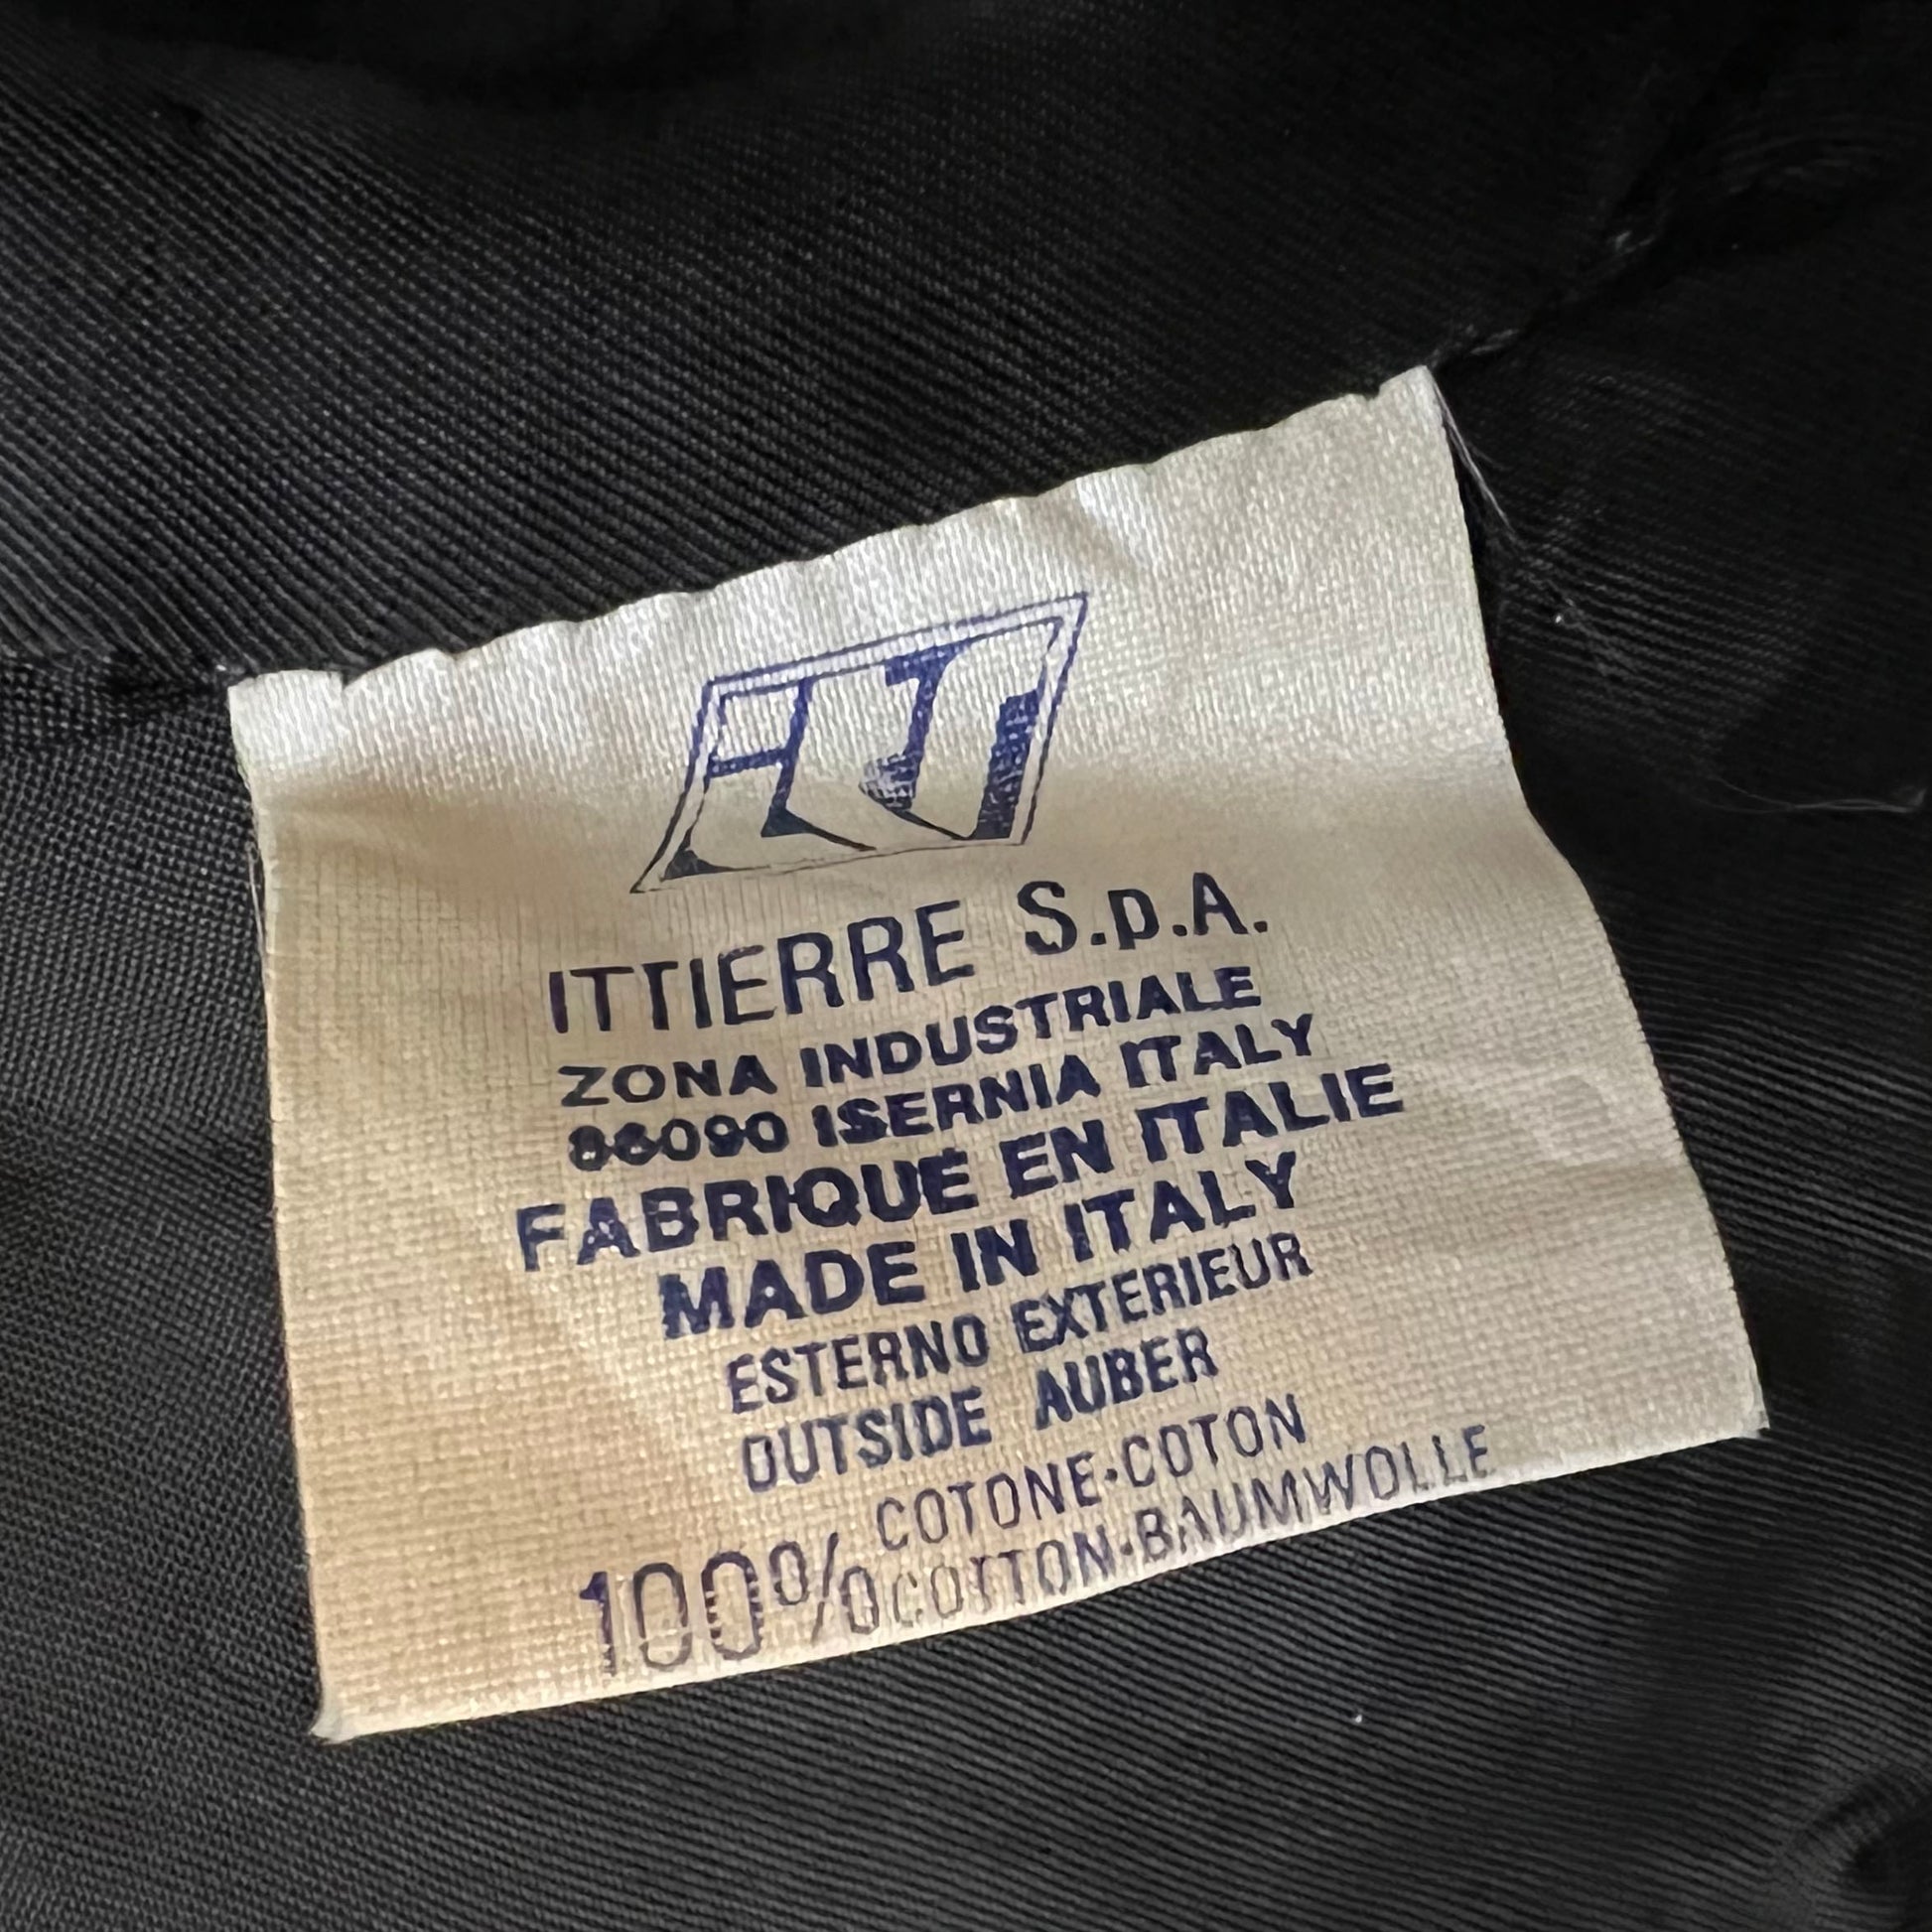 ITTIERRE S.p.A.
ZONA INDUSTRIALE
86090 ISERNIA ITALY
FABRIQUÉ EN ITALIE
MADE IN ITALY
ESTERNO EXTERIEUR
OUTSIDE AUBER
COTONE-COTON
100% COTTON-BAUMWOLLE